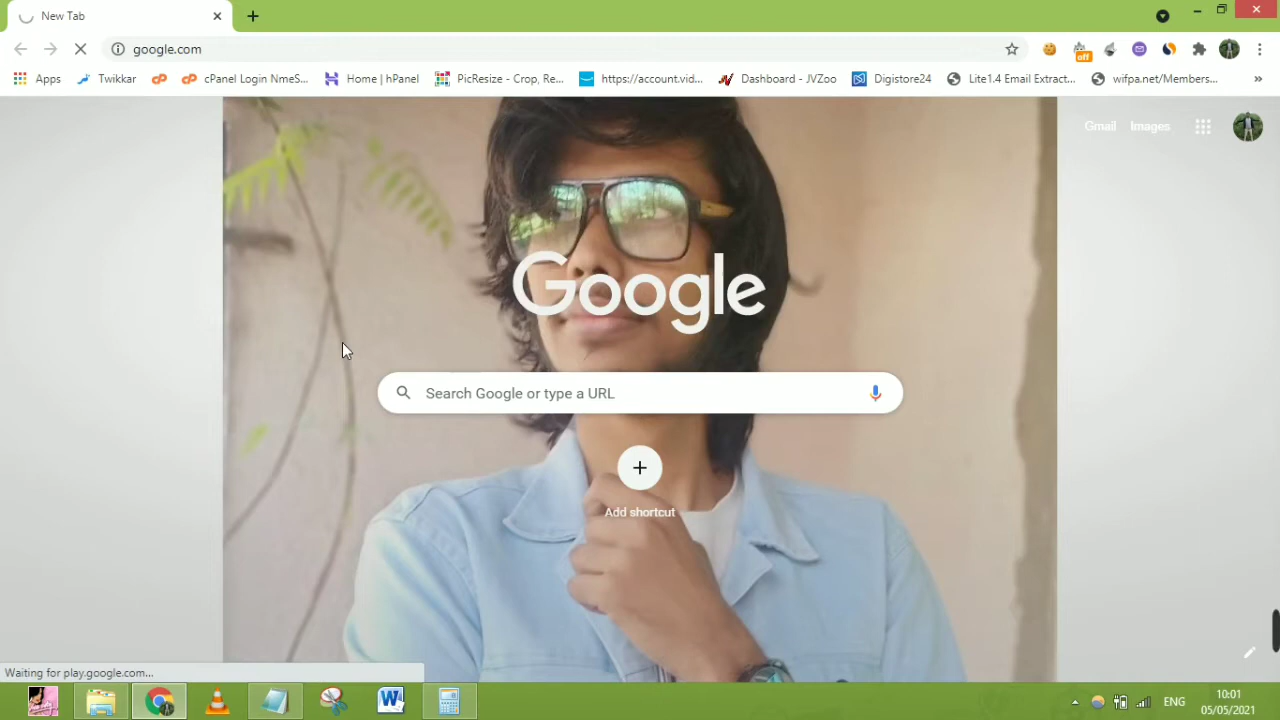 New Tab
google.com
Apps Twikkar cPanel Login NmeS... Home | hPanel PicResize - Crop, Re... https://account.vid... Dashboard - JVZoo Digistore24 Lite1.4 Email Extract... wifpa.net/Members... »
off
Gmail Images
Google
Search Google or type a URL
Add shortcut
Waiting for play.google.com...
ENG
10:01
05/05/2021